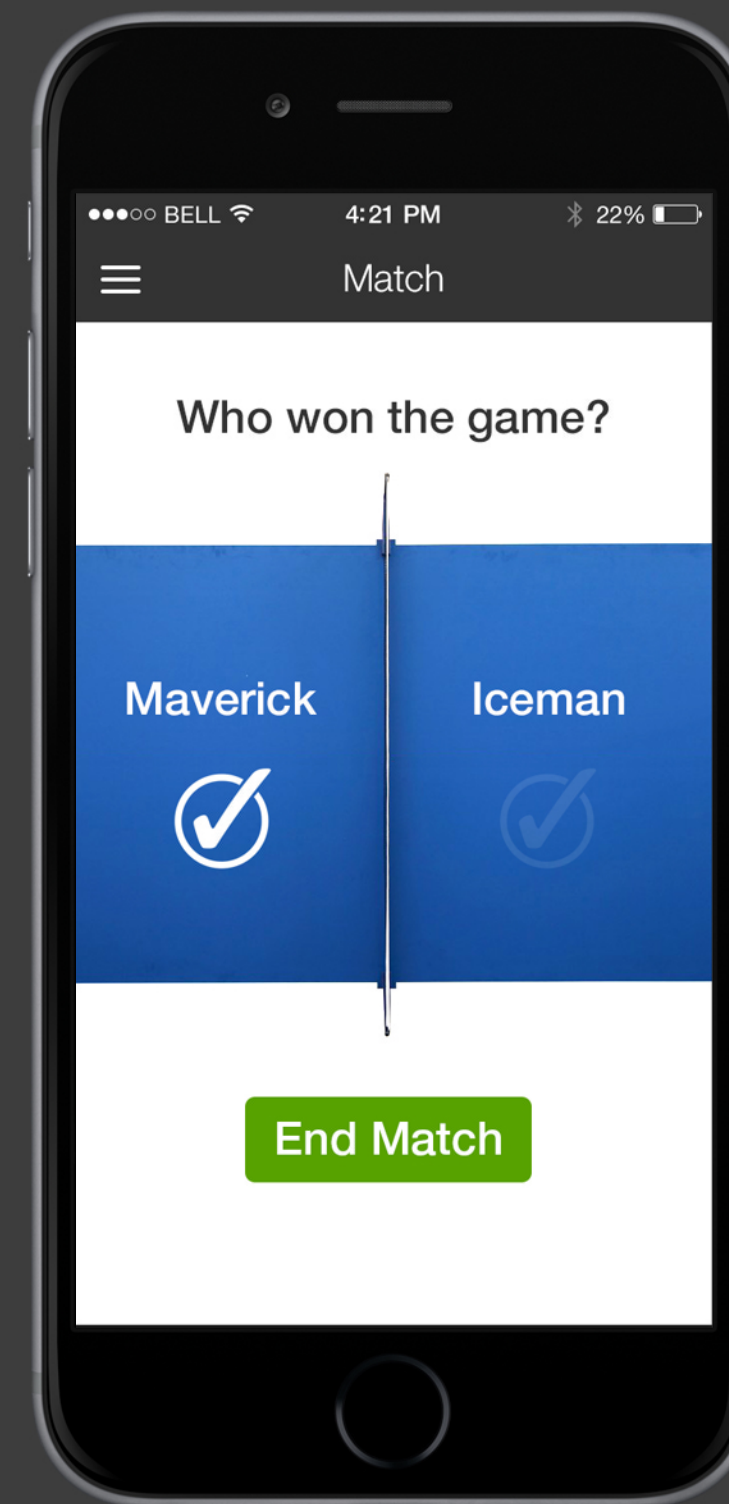 BELL 4:21 PM 22%
Match
Who won the game?
Maverick Iceman
End Match